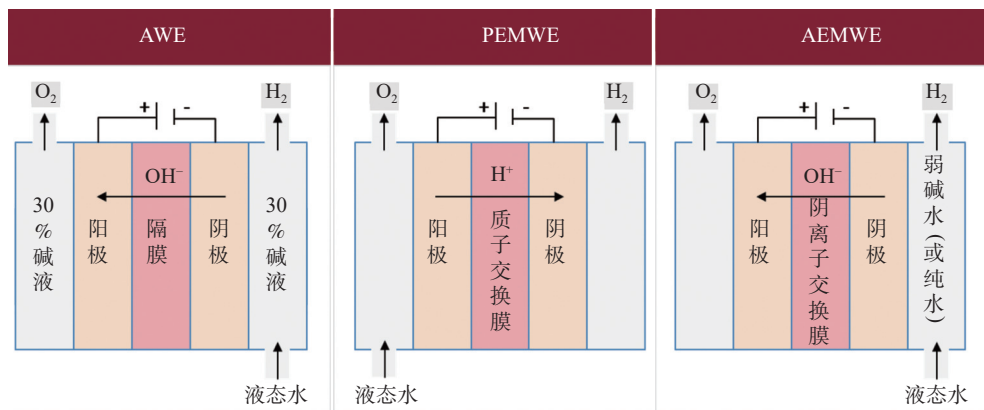 AWE
O₂
H₂
+
-
OH⁻
30%碱液
阳极
隔膜
阴极
30%碱液
液态水
PEMWE
O₂
H₂
+
-
H⁺
阳极
质子交换膜
阴极
液态水
AEMWE
O₂
H₂
+
-
OH⁻
阳极
阴离子交换膜
阴极
弱碱水(或纯水)
液态水